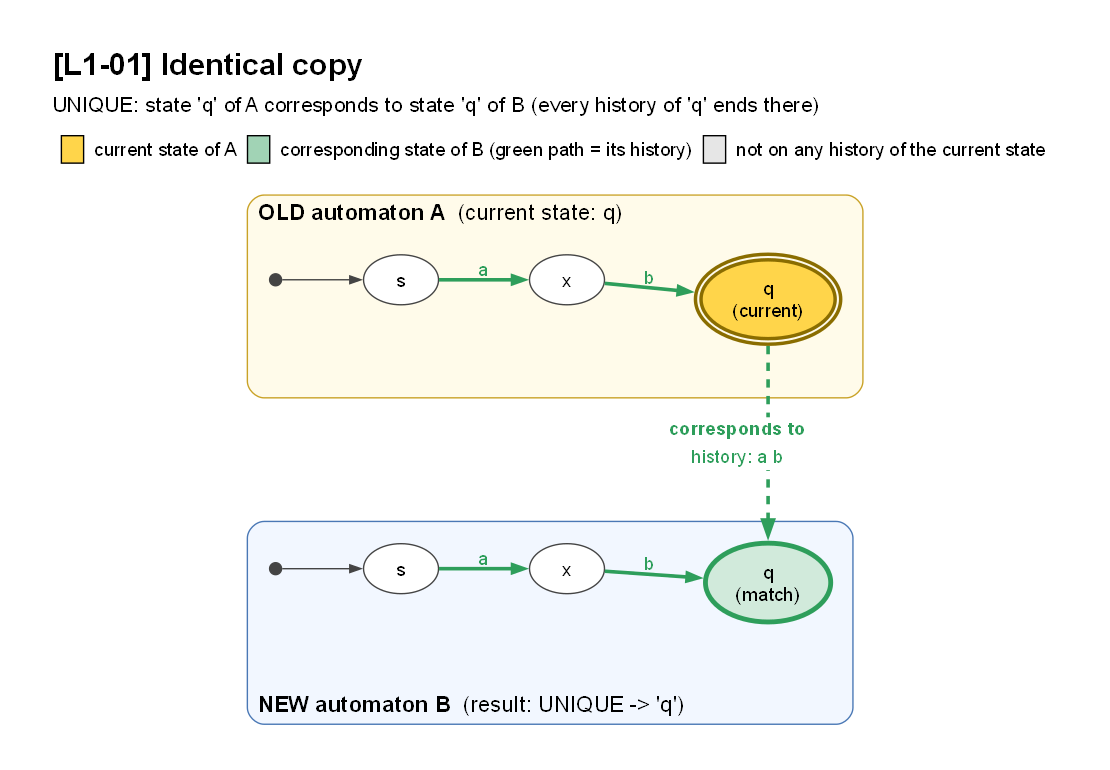 [L1-01] Identical copy
UNIQUE: state 'q' of A corresponds to state 'q' of B (every history of 'q' ends there)
current state of A
corresponding state of B (green path = its history)
not on any history of the current state
OLD automaton A (current state: q)
s
a
x
b
q
(current)
corresponds to
history: a b
s
a
x
b
q
(match)
NEW automaton B (result: UNIQUE -> 'q')